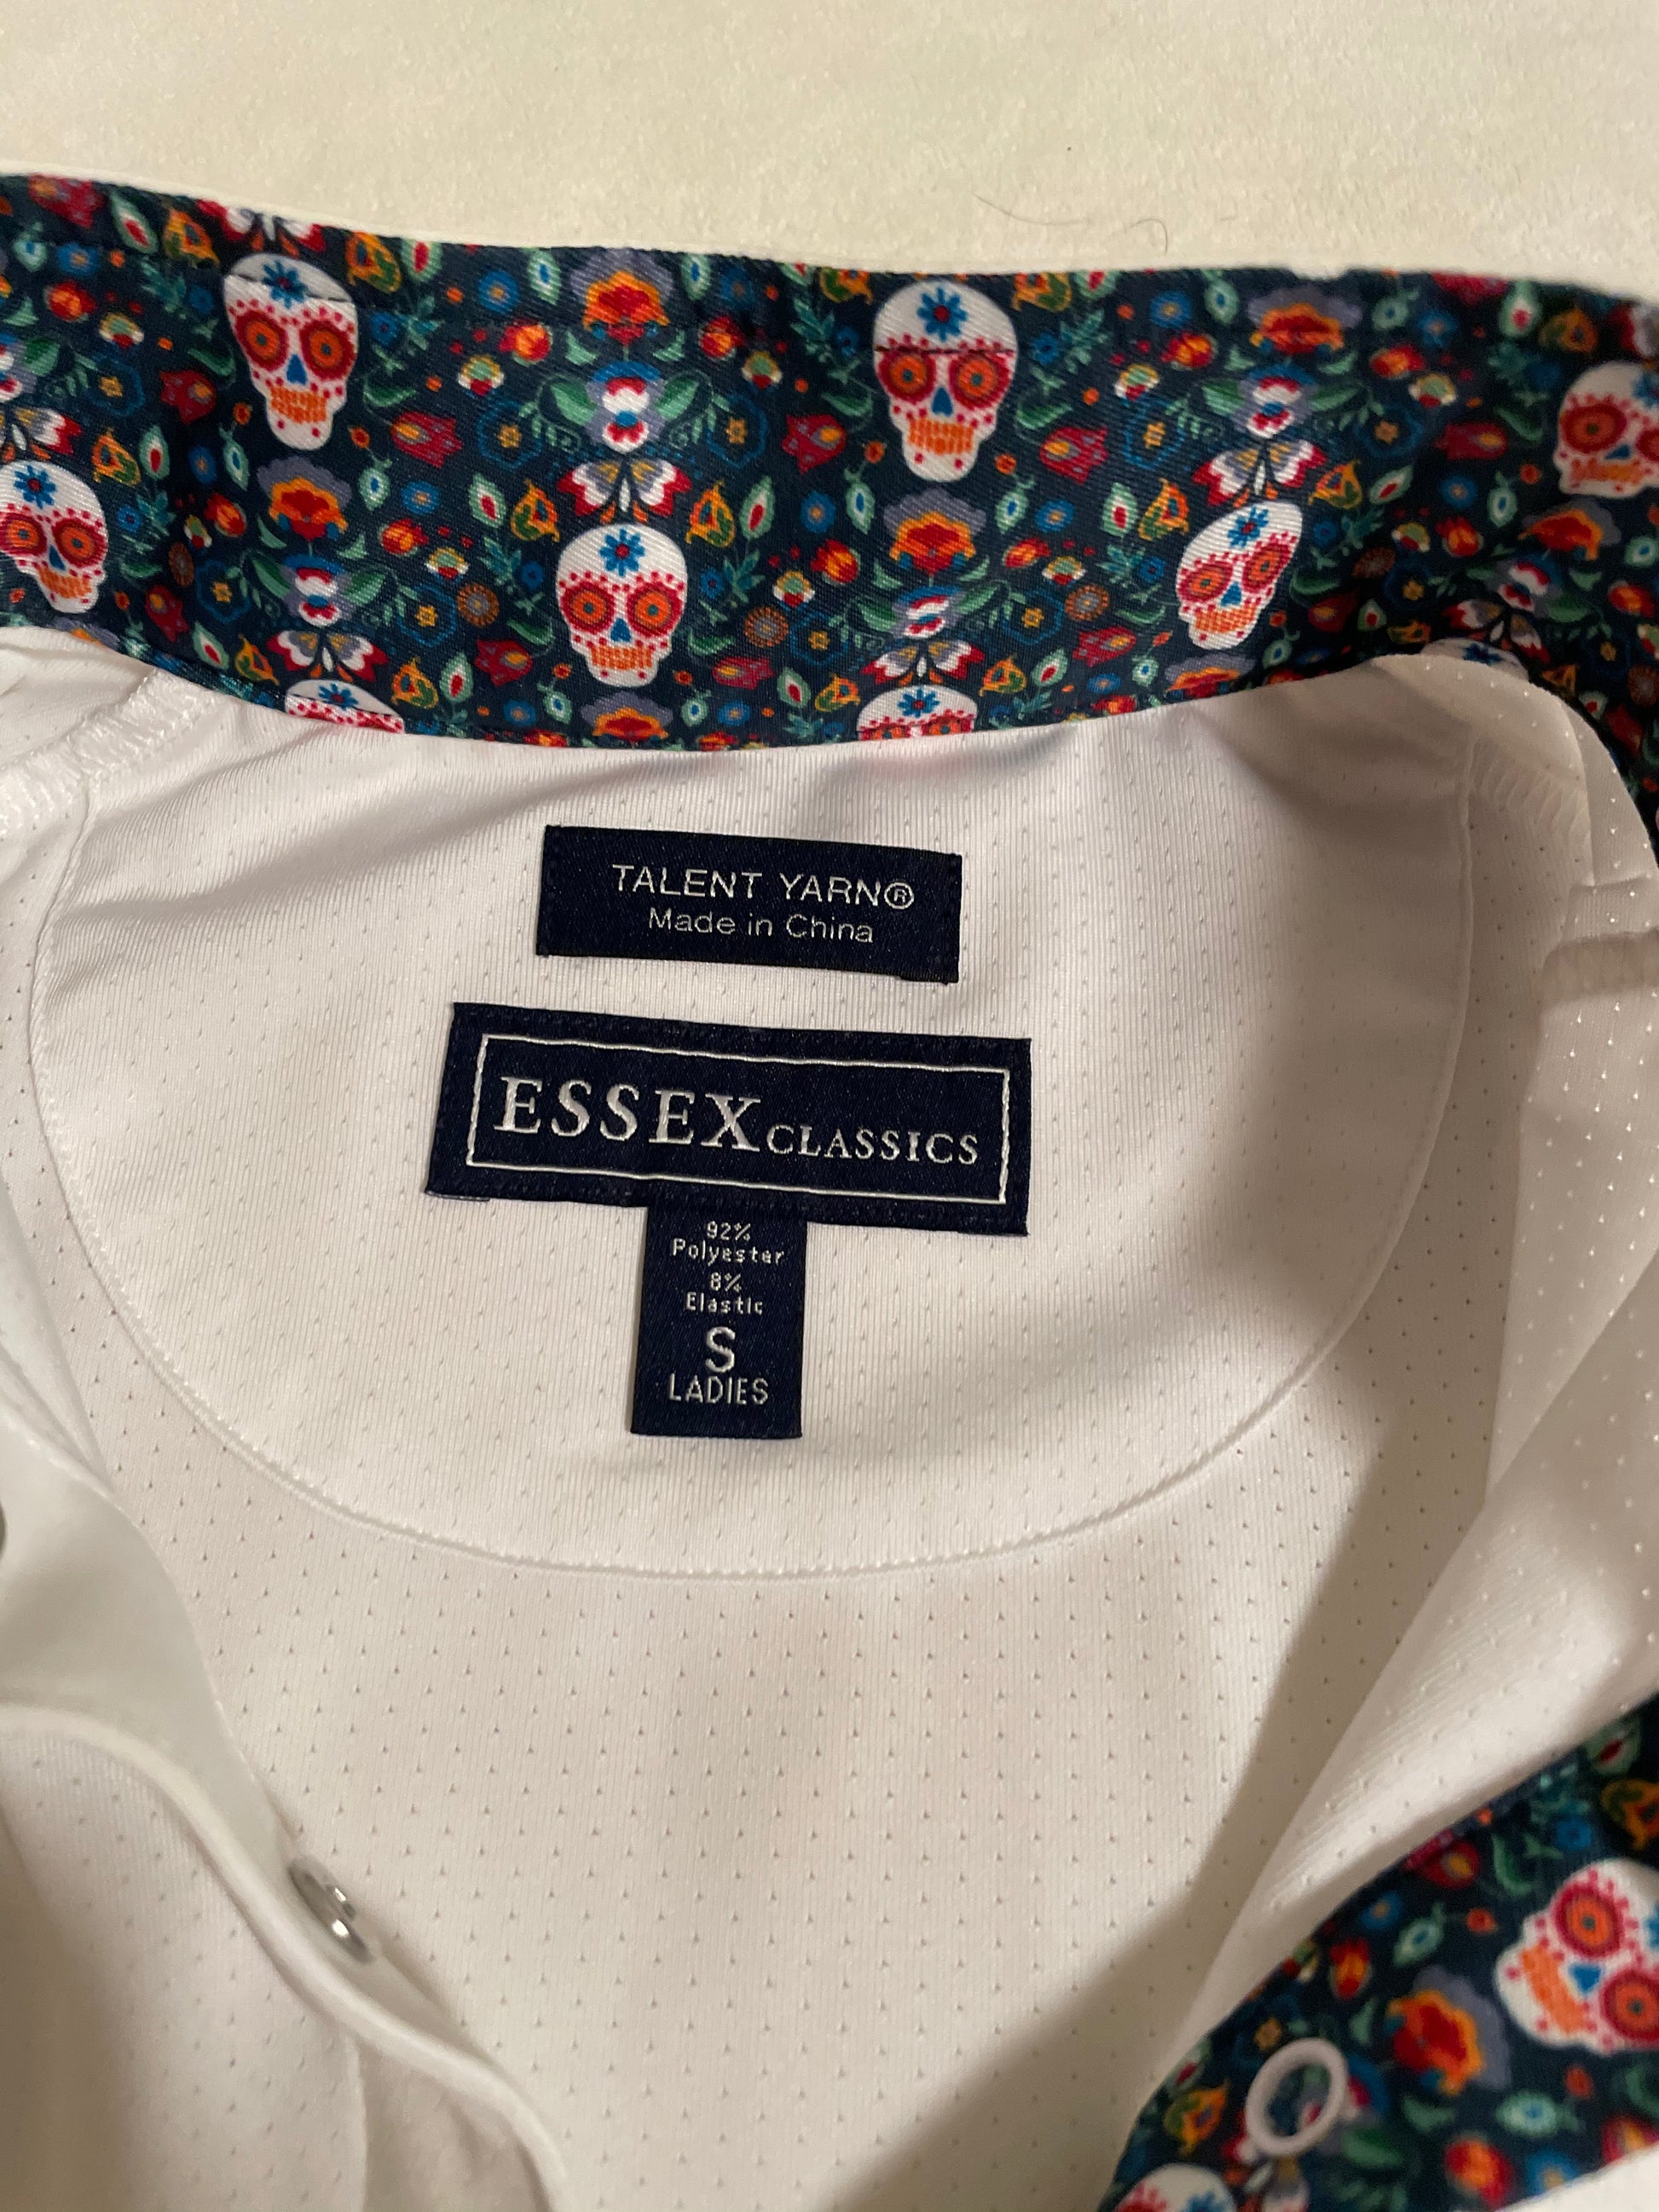 TALENT YARN®
Made in China
ESSEX CLASSICS
92%
Polyester
8%
Elastic
S
LADIES